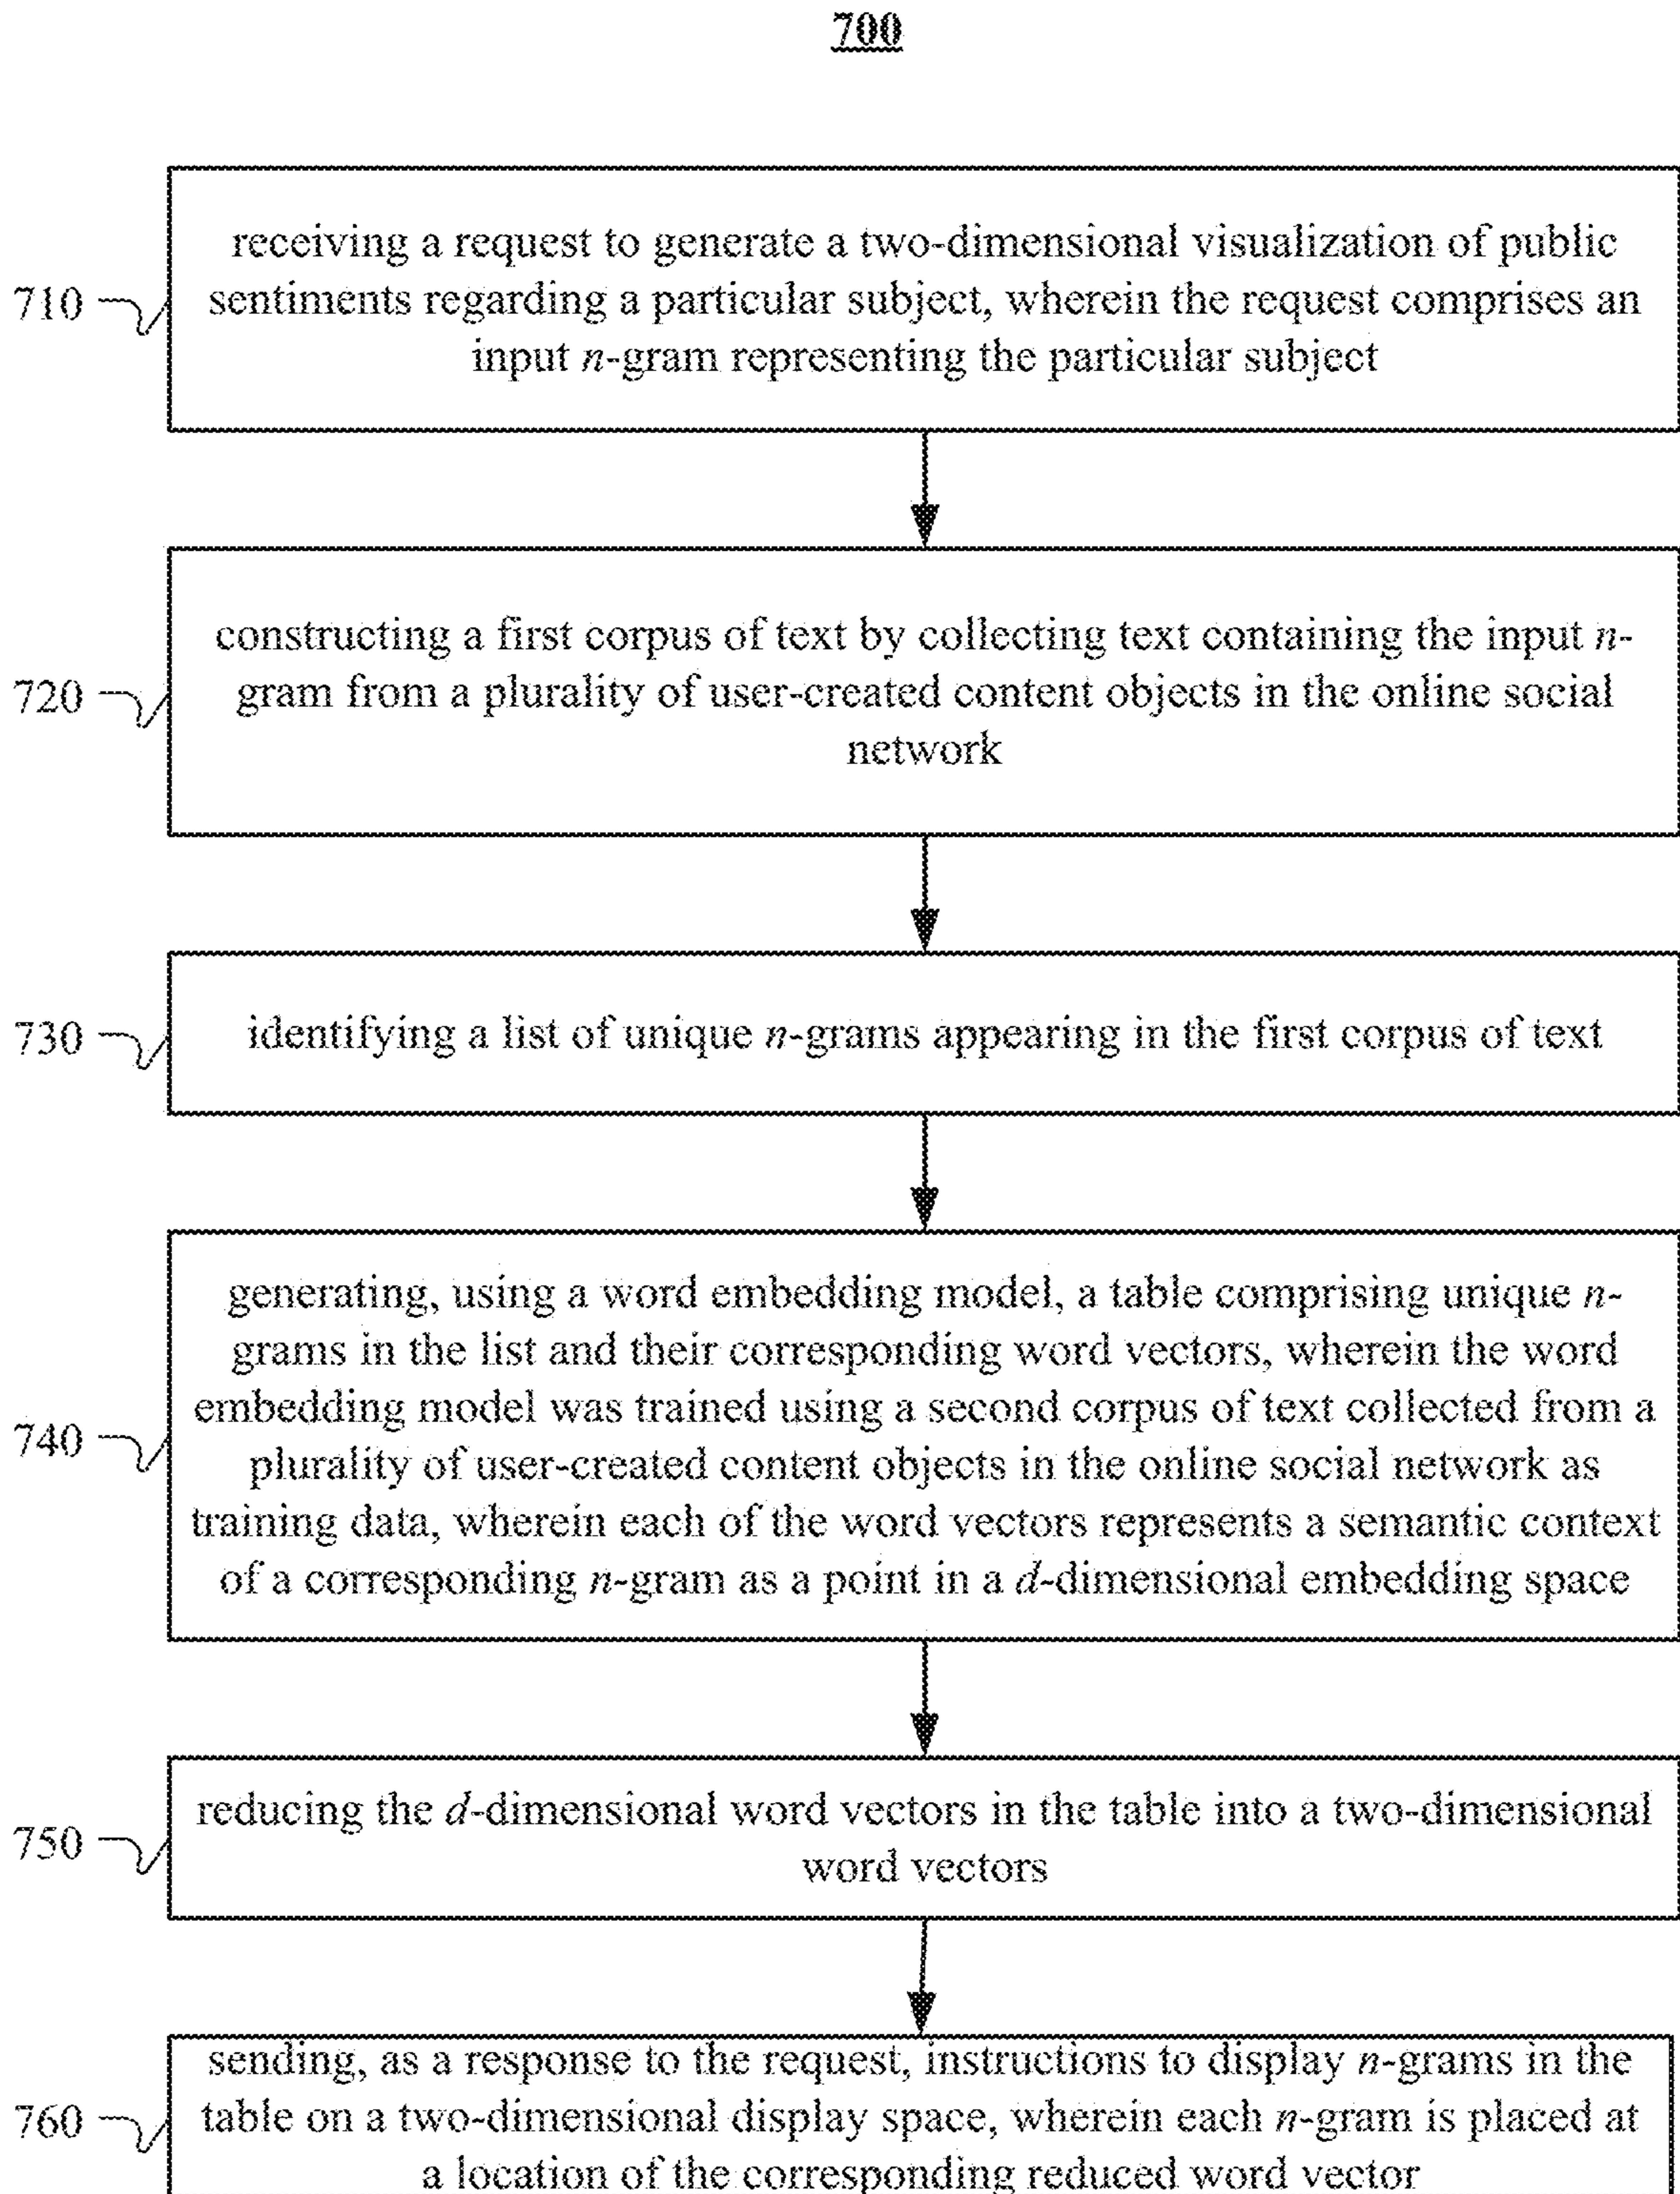 700
receiving a request to generate a two-dimensional visualization of public
710
sentiments regarding a particular subject, wherein the request comprises an
input n-gram representing the particular subject
constructing a first corpus of text by collecting text containing the input n-
720
gram from a plurality of user-created content objects in the online social
network
730
identifying a list of unique n-grams appearing in the first corpus of text
generating, using a word embedding model, a table comprising unique n-
grams in the list and their corresponding word vectors, wherein the word
embedding model was trained using a second corpus of text collected from a
740
plurality of user-created content objects in the online social network as
training data, wherein each of the word vectors represents a semantic context
of a corresponding n-gram as a point in a d-dimensional embedding space
reducing the d-dimensional word vectors in the table into a two-dimensional
750
word vectors
sending, as a response to the request, instructions to display n-grams in the
760
table on a two-dimensional display space, wherein each n-gram is placed at
a location of the corresponding reduced word vector